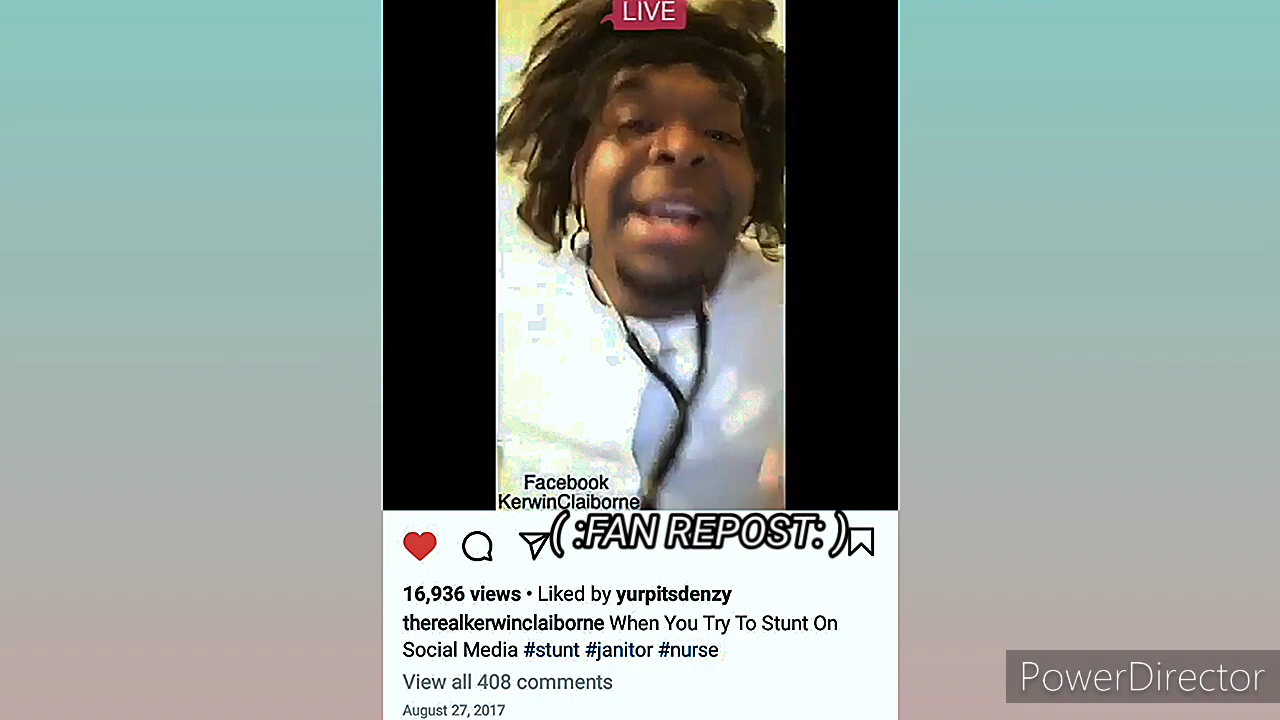 LIVE
Facebook
KerwinClaiborne
( :FAN REPOST: )
16,936 views • Liked by yurpitsdenzy
therealkerwinclaiborne When You Try To Stunt On
Social Media #stunt #janitor #nurse
View all 408 comments
August 27, 2017
PowerDirector